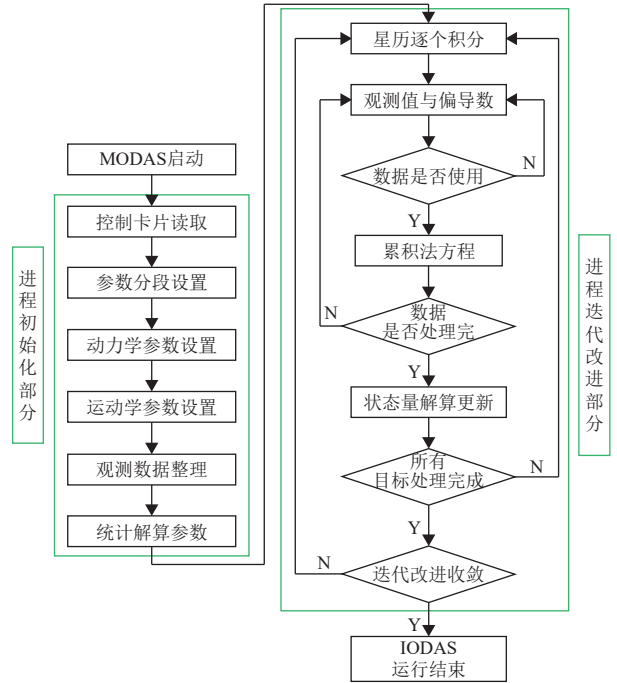 MODAS启动
进程初始化部分
控制卡片读取
参数分段设置
动力学参数设置
运动学参数设置
观测数据整理
统计解算参数
进程迭代改进部分
星历逐个积分
观测值与偏导数
数据是否使用
N
Y
累积法方程
数据
是否处理完
N
Y
状态量解算更新
所有
目标处理完成
N
Y
迭代改进收敛
N
Y
IODAS
运行结束